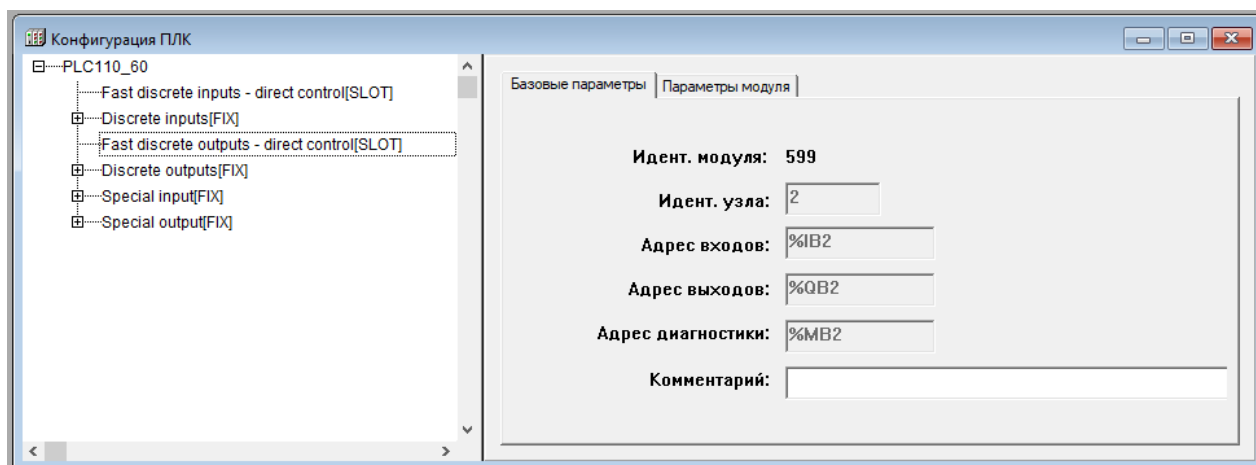 Конфигурация ПЛК
PLC110_60
Fast discrete inputs - direct control[SLOT]
Discrete inputs[FIX]
Fast discrete outputs - direct control[SLOT]
Discrete outputs[FIX]
Special input[FIX]
Special output[FIX]
Базовые параметры Параметры модуля
Идент. модуля: 599
Идент. узла: 2
Адрес входов: %IB2
Адрес выходов: %QB2
Адрес диагностики: %MB2
Комментарий: